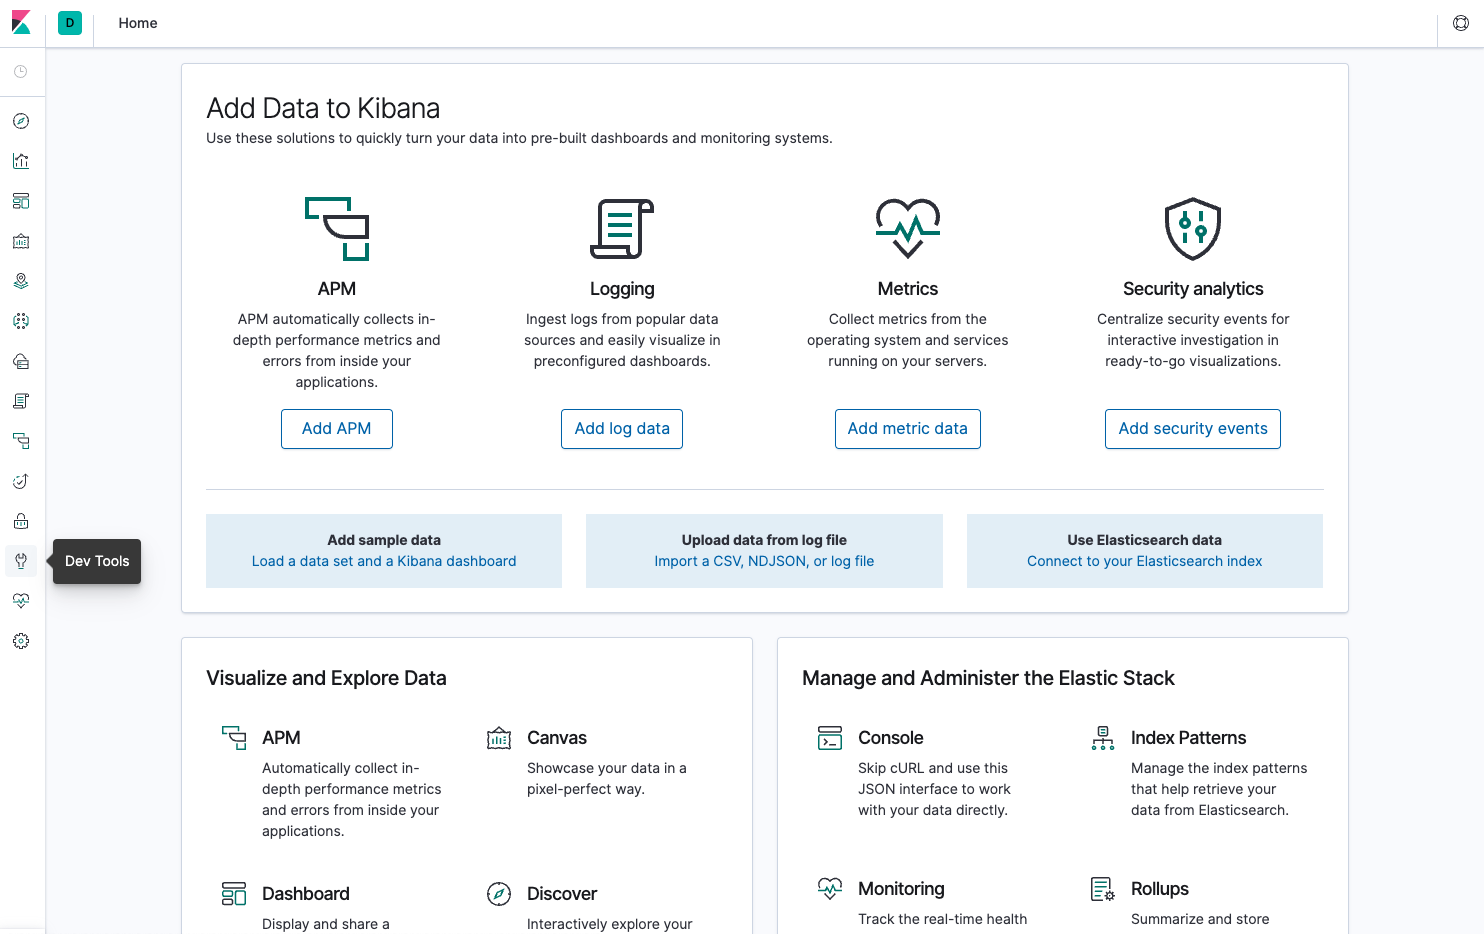 D
Home
Add Data to Kibana
Use these solutions to quickly turn your data into pre-built dashboards and monitoring systems.
APM
APM automatically collects in-
depth performance metrics and
errors from inside your
applications.
Add APM
Logging
Ingest logs from popular data
sources and easily visualize in
preconfigured dashboards.
Add log data
Metrics
Collect metrics from the
operating system and services
running on your servers.
Add metric data
Security analytics
Centralize security events for
interactive investigation in
ready-to-go visualizations.
Add security events
Add sample data
Load a data set and a Kibana dashboard
Upload data from log file
Import a CSV, NDJSON, or log file
Use Elasticsearch data
Connect to your Elasticsearch index
Dev Tools
Visualize and Explore Data
APM
Automatically collect in-
depth performance metrics
and errors from inside your
applications.
Canvas
Showcase your data in a
pixel-perfect way.
Dashboard
Display and share a
Discover
Interactively explore your
Manage and Administer the Elastic Stack
Console
Skip cURL and use this
JSON interface to work
with your data directly.
Index Patterns
Manage the index patterns
that help retrieve your
data from Elasticsearch.
Monitoring
Track the real-time health
Rollups
Summarize and store